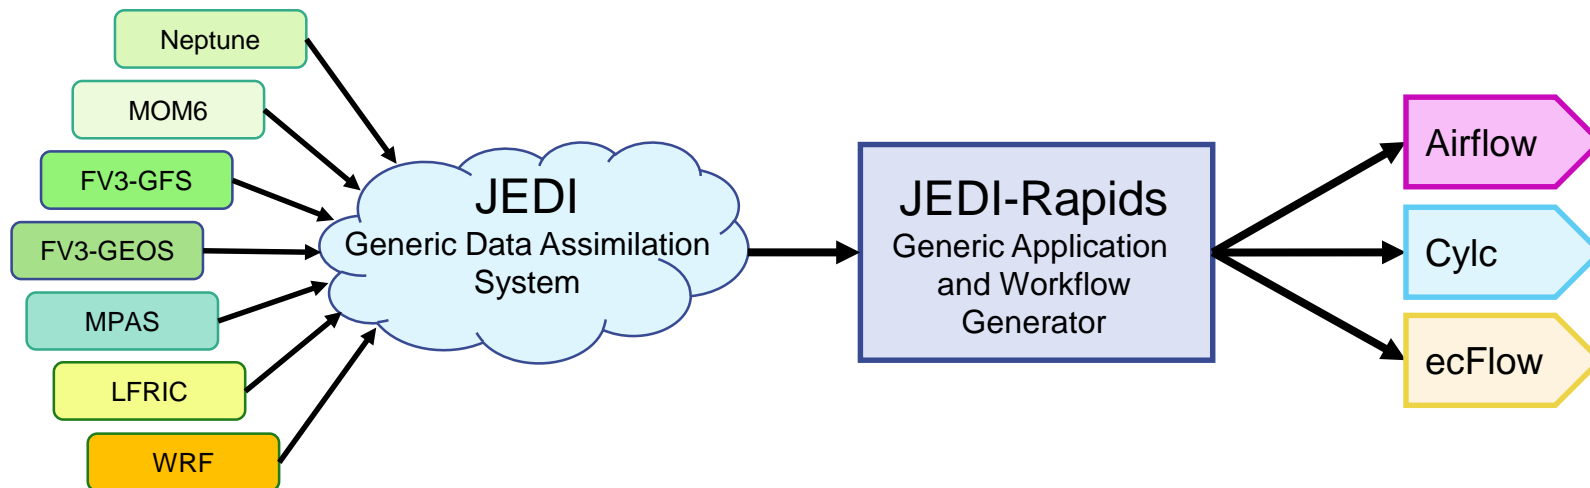 Neptune
MOM6
FV3-GFS
FV3-GEOS
MPAS
LFRIC
WRF
JEDI
Generic Data Assimilation
System
JEDI-Rapids
Generic Application
and Workflow
Generator
Airflow
Cylc
ecFlow